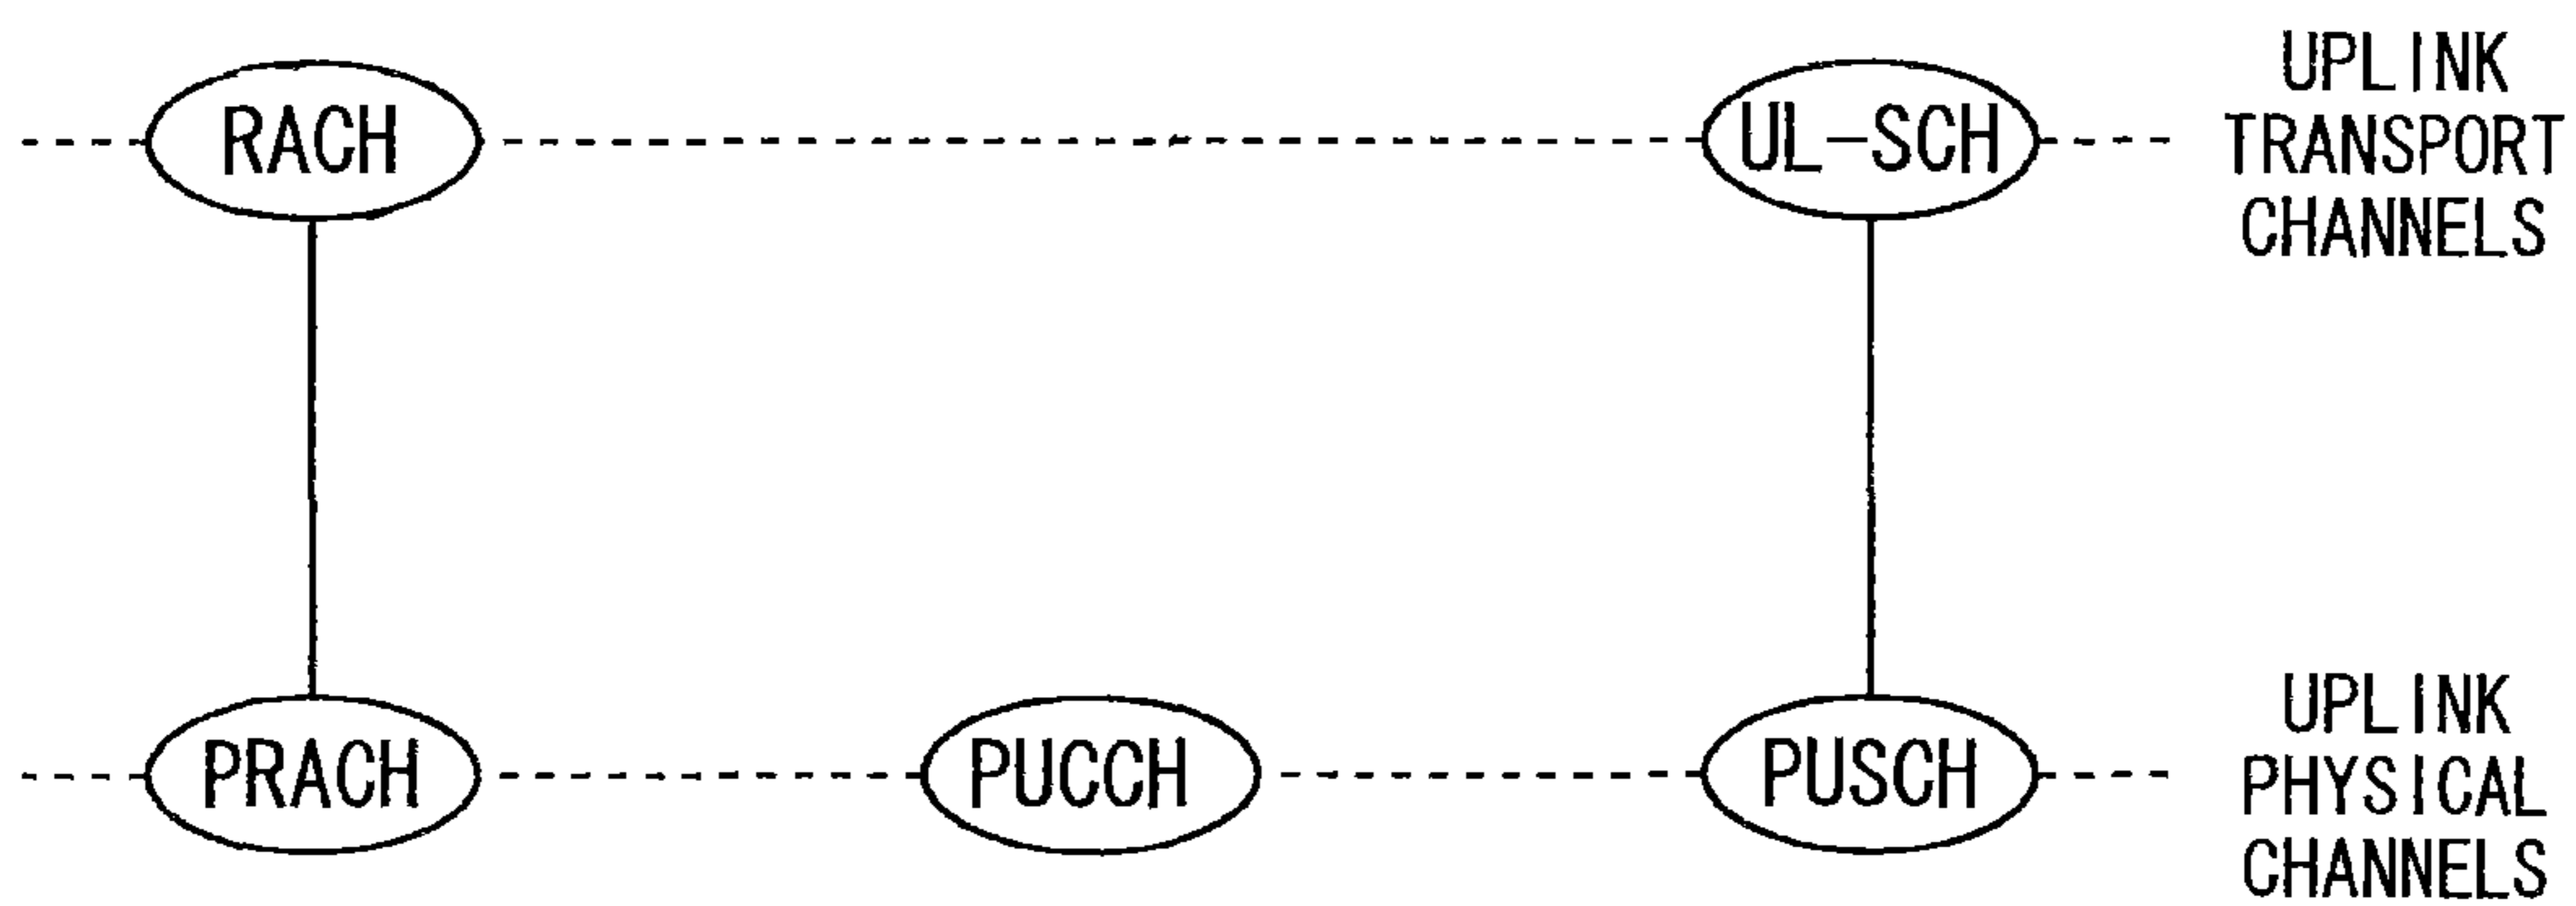 RACH
UL-SCH
UPLINK
TRANSPORT
CHANNELS
PRACH
PUCCH
PUSCH
UPLINK
PHYSICAL
CHANNELS